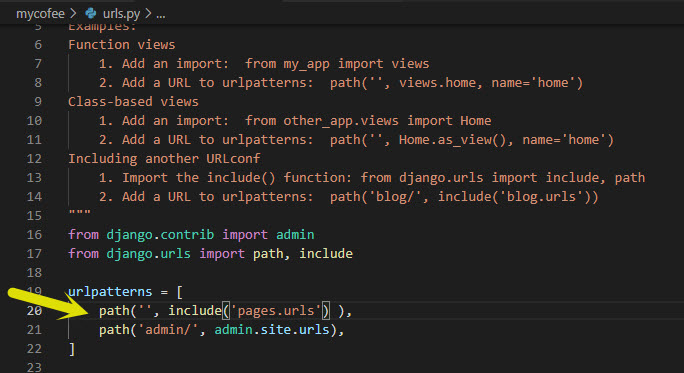 mycofee > urls.py > ...
5 Examples:
6 Function views
7 1. Add an import:  from my_app import views
8 2. Add a URL to urlpatterns:  path('', views.home, name='home')
9 Class-based views
10 1. Add an import:  from other_app.views import Home
11 2. Add a URL to urlpatterns:  path('', Home.as_view(), name='home')
12 Including another URLconf
13 1. Import the include() function: from django.urls import include, path
14 2. Add a URL to urlpatterns:  path('blog/', include('blog.urls'))
15 """
16 from django.contrib import admin
17 from django.urls import path, include
18
19 urlpatterns = [
20 path('', include('pages.urls') ),
21 path('admin/', admin.site.urls),
22 ]
23